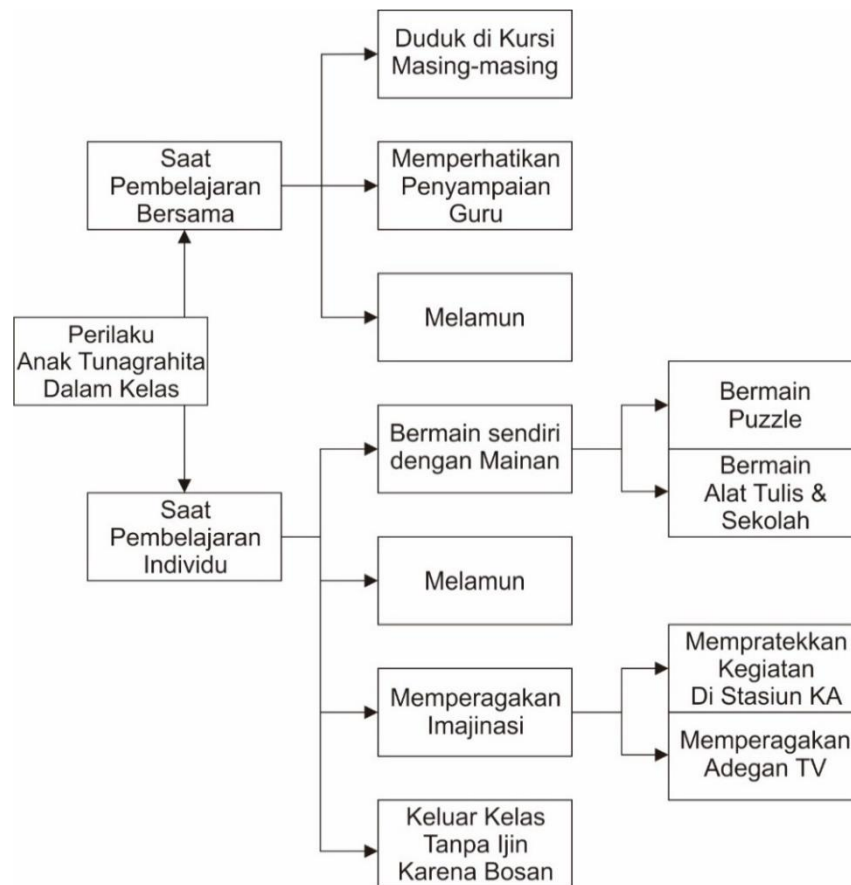 Duduk di Kursi
Masing-masing
Saat
Pembelajaran
Bersama
Memperhatikan
Penyampaian
Guru
Melamun
Perilaku
Anak Tunagrahita
Dalam Kelas
Bermain sendiri
dengan Mainan
Bermain
Puzzle
Bermain
Alat Tulis &
Sekolah
Saat
Pembelajaran
Individu
Melamun
Memperagakan
Imajinasi
Mempratekkan
Kegiatan
Di Stasiun KA
Memperagakan
Adegan TV
Keluar Kelas
Tanpa Ijin
Karena Bosan